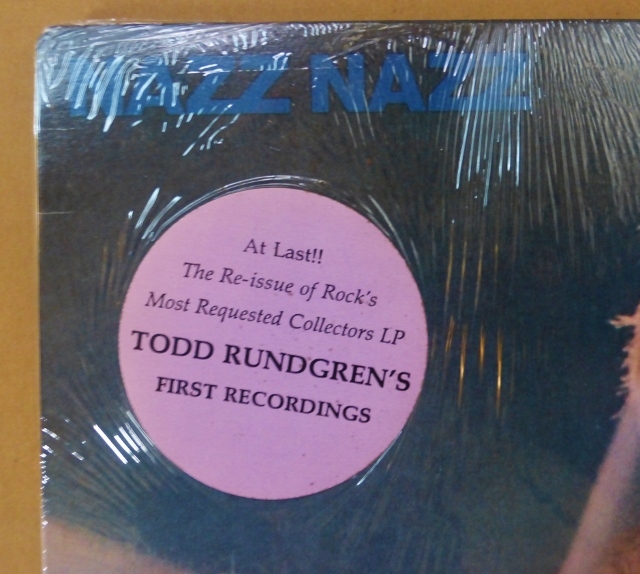 NAZZ NAZZ
At Last!!
The Re-issue of Rock's
Most Requested Collectors LP
TODD RUNDGREN'S
FIRST RECORDINGS